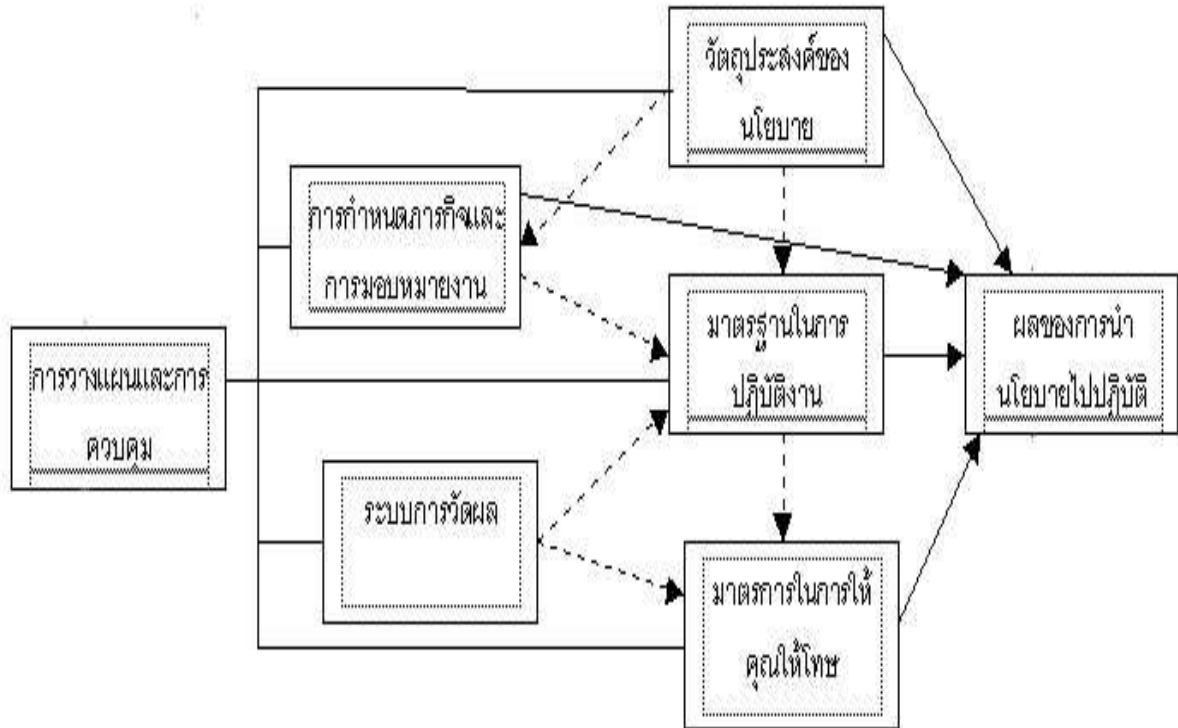 วัตถุประสงค์ของ
นโยบาย
การกำหนดภารกิจและ
การมอบหมายงาน
มาตรฐานในการ
ปฏิบัติงาน
ผลของการนำ
นโยบายไปปฏิบัติ
การวางแผนและการ
ควบคุม
ระบบการวัดผล
มาตรการในการให้
คุณให้โทษ